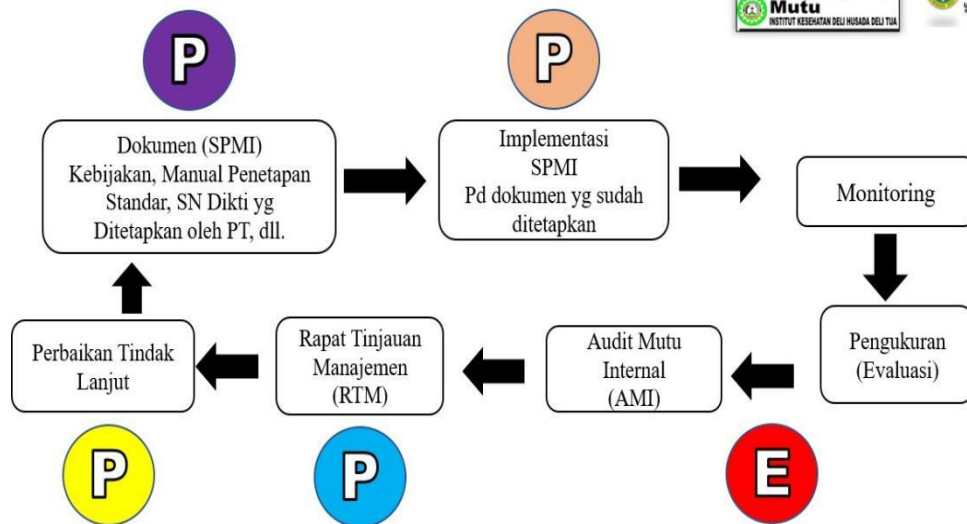 Mutu
INSTITUT KESEHATAN DELI HUSADA DELI TUA
P
P
Dokumen (SPMI)
Kebijakan, Manual Penetapan
Standar, SN Dikti yg
Ditetapkan oleh PT, dll.
Implementasi
SPMI
Pd dokumen yg sudah
ditetapkan
Monitoring
Perbaikan Tindak
Lanjut
Rapat Tinjauan
Manajemen
(RTM)
Audit Mutu
Internal
(AMI)
Pengukuran
(Evaluasi)
P
P
E